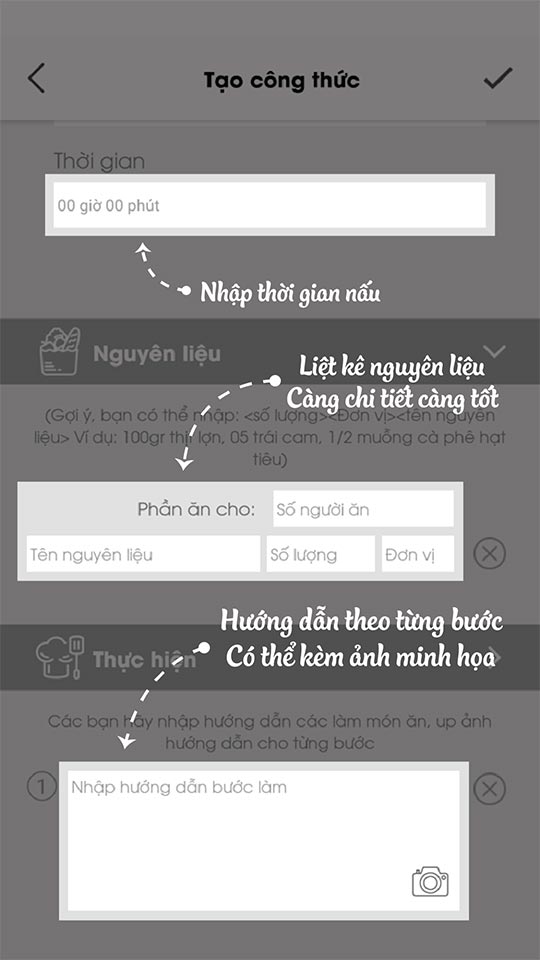 Tạo công thức
Thời gian
00 giờ 00 phút
Nhập thời gian nấu
Nguyên liệu
Liệt kê nguyên liệu
Càng chi tiết càng tốt
(Gợi ý, bạn có thể nhập: <số lượng><Đơn vị><tên nguyên
liệu> Ví dụ: 100gr thịt lợn, 05 trái cam, 1/2 muỗng cà phê hạt
tiêu)
Phần ăn cho:
Số người ăn
Tên nguyên liệu
Số lượng
Đơn vị
Hướng dẫn theo từng bước
Có thể kèm ảnh minh họa
Thực hiện
Các bạn hãy nhập hướng dẫn các làm món ăn, up ảnh
hướng dẫn cho từng bước
1
Nhập hướng dẫn bước làm